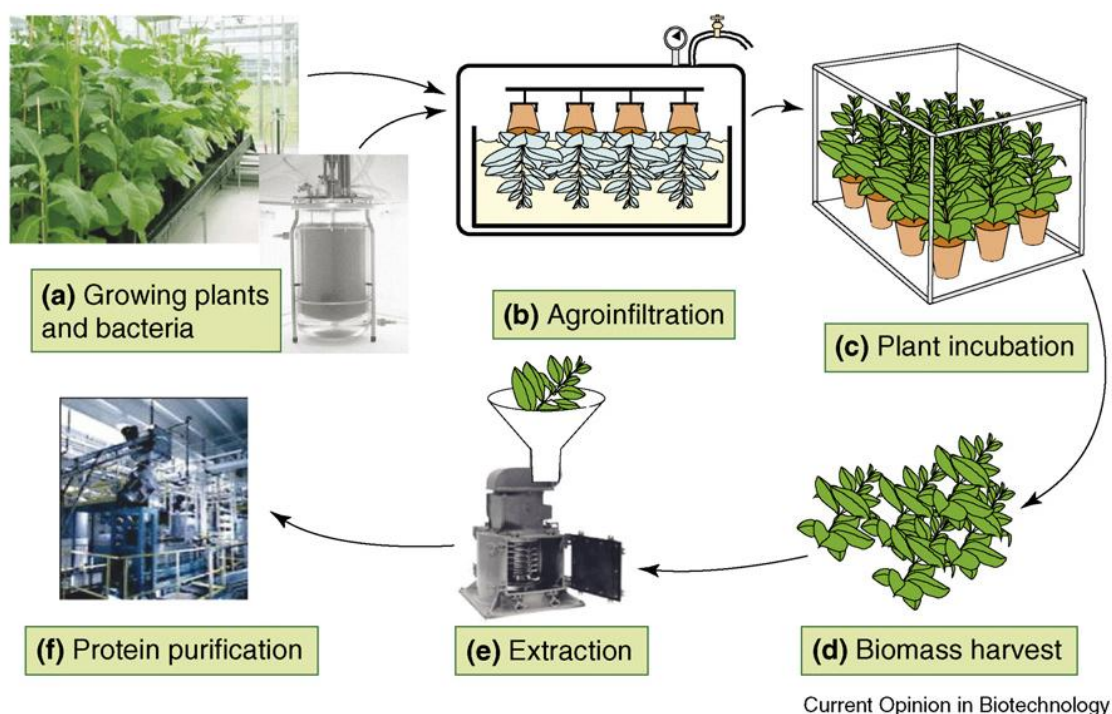 (a) Growing plants
and bacteria
(b) Agroinfiltration
(c) Plant incubation
(f) Protein purification
(e) Extraction
(d) Biomass harvest
Current Opinion in Biotechnology